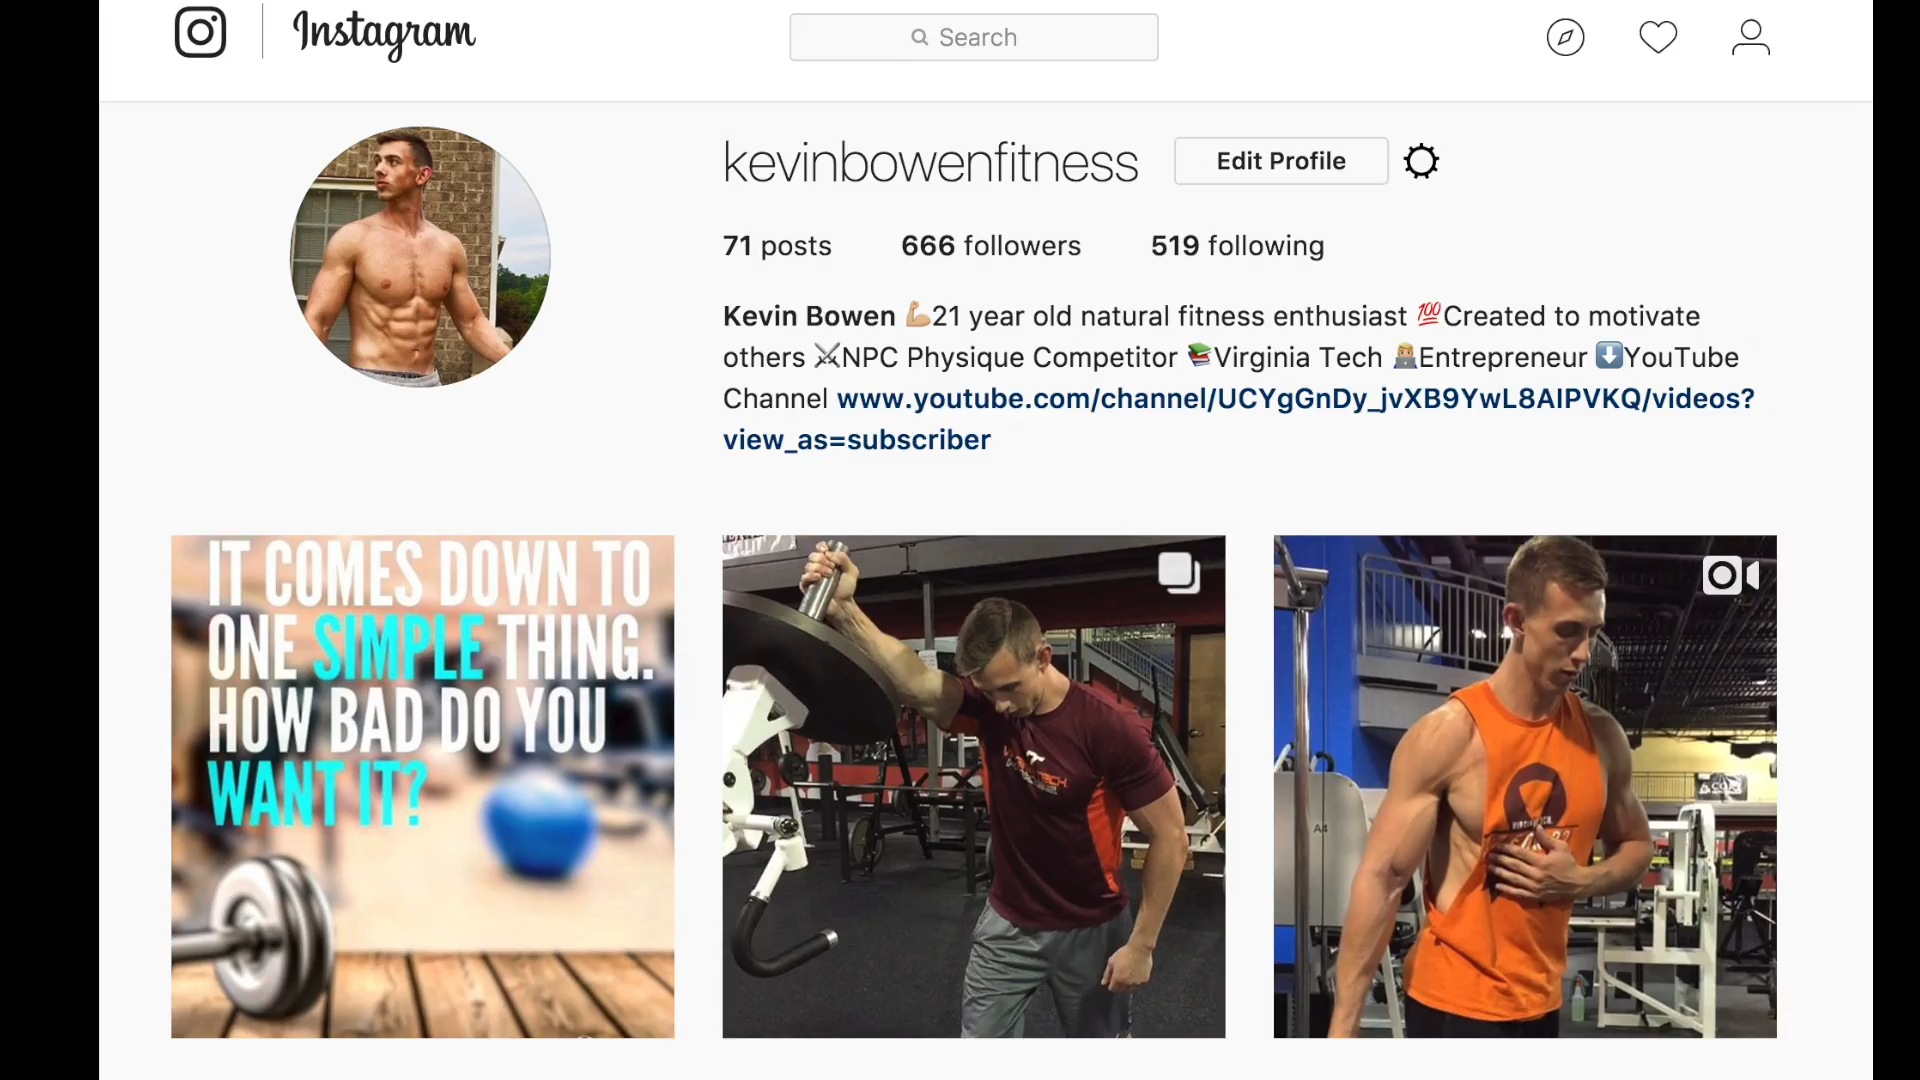 Instagram
Search
kevinbowenfitness
Edit Profile
71 posts
666 followers
519 following
Kevin Bowen 💪🏼21 year old natural fitness enthusiast 💯Created to motivate
others ⚔NPC Physique Competitor 📚Virginia Tech 👨🏼‍💻Entrepreneur ⬇️YouTube
Channel www.youtube.com/channel/UCYgGnDy_jvXB9YwL8AIPVKQ/videos?
view_as=subscriber
IT COMES DOWN TO
ONE SIMPLE THING.
HOW BAD DO YOU
WANT IT?
A4